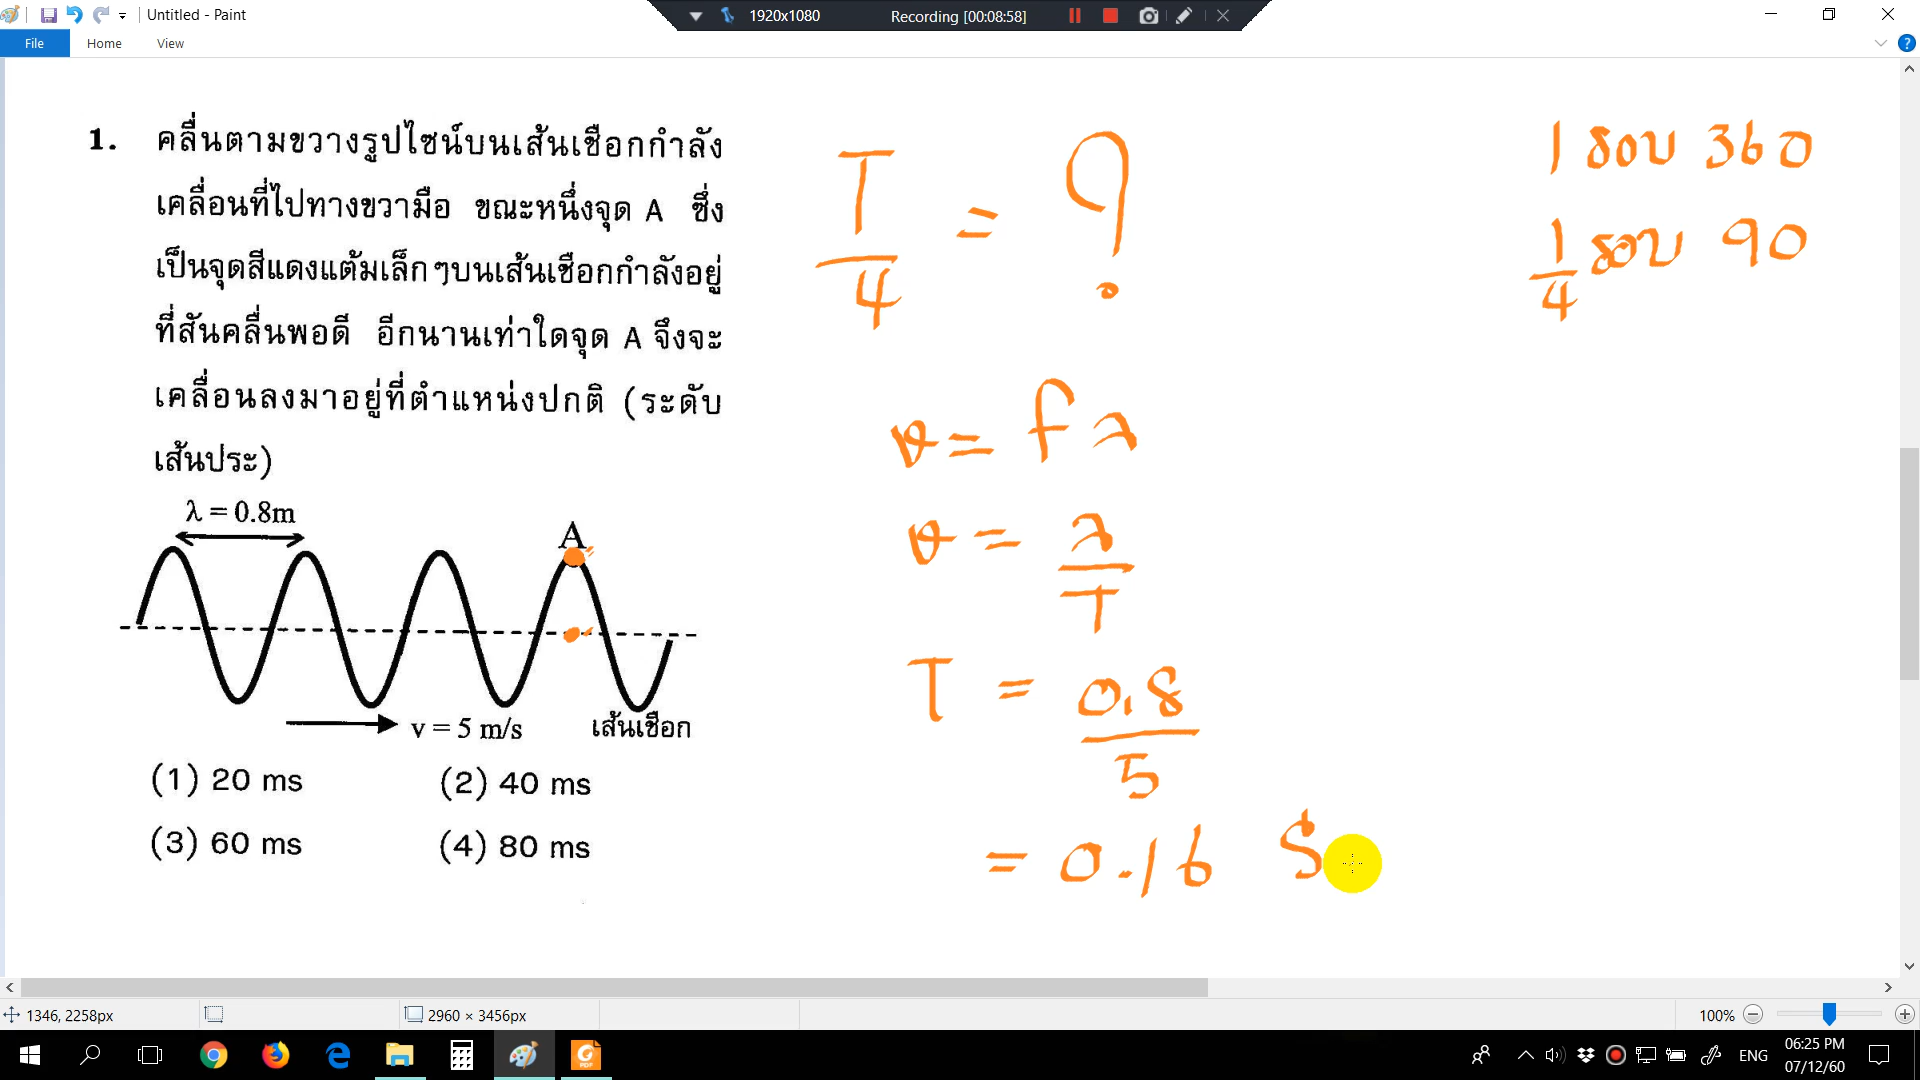 Untitled - Paint
1920x1080
Recording [00:08:58]
File Home View
1. คลื่นตามขวางรูปไซน์บนเส้นเชือกกำลัง
เคลื่อนที่ไปทางขวามือ ขณะหนึ่งจุด A ซึ่ง
เป็นจุดสีแดงแต้มเล็กๆบนเส้นเชือกกำลังอยู่
ที่สันคลื่นพอดี อีกนานเท่าใดจุด A จึงจะ
เคลื่อนลงมาอยู่ที่ตำแหน่งปกติ (ระดับ
เส้นประ)
λ = 0.8m
A
v = 5 m/s
เส้นเชือก
(1) 20 ms (2) 40 ms
(3) 60 ms (4) 80 ms
T/4 = ?
v = fλ
v = λ/T
T = 0.8/5
= 0.16 S
1 รอบ 360
1/4 รอบ 90
1346, 2258px
2960 × 3456px
100%
ENG
06:25 PM
07/12/60